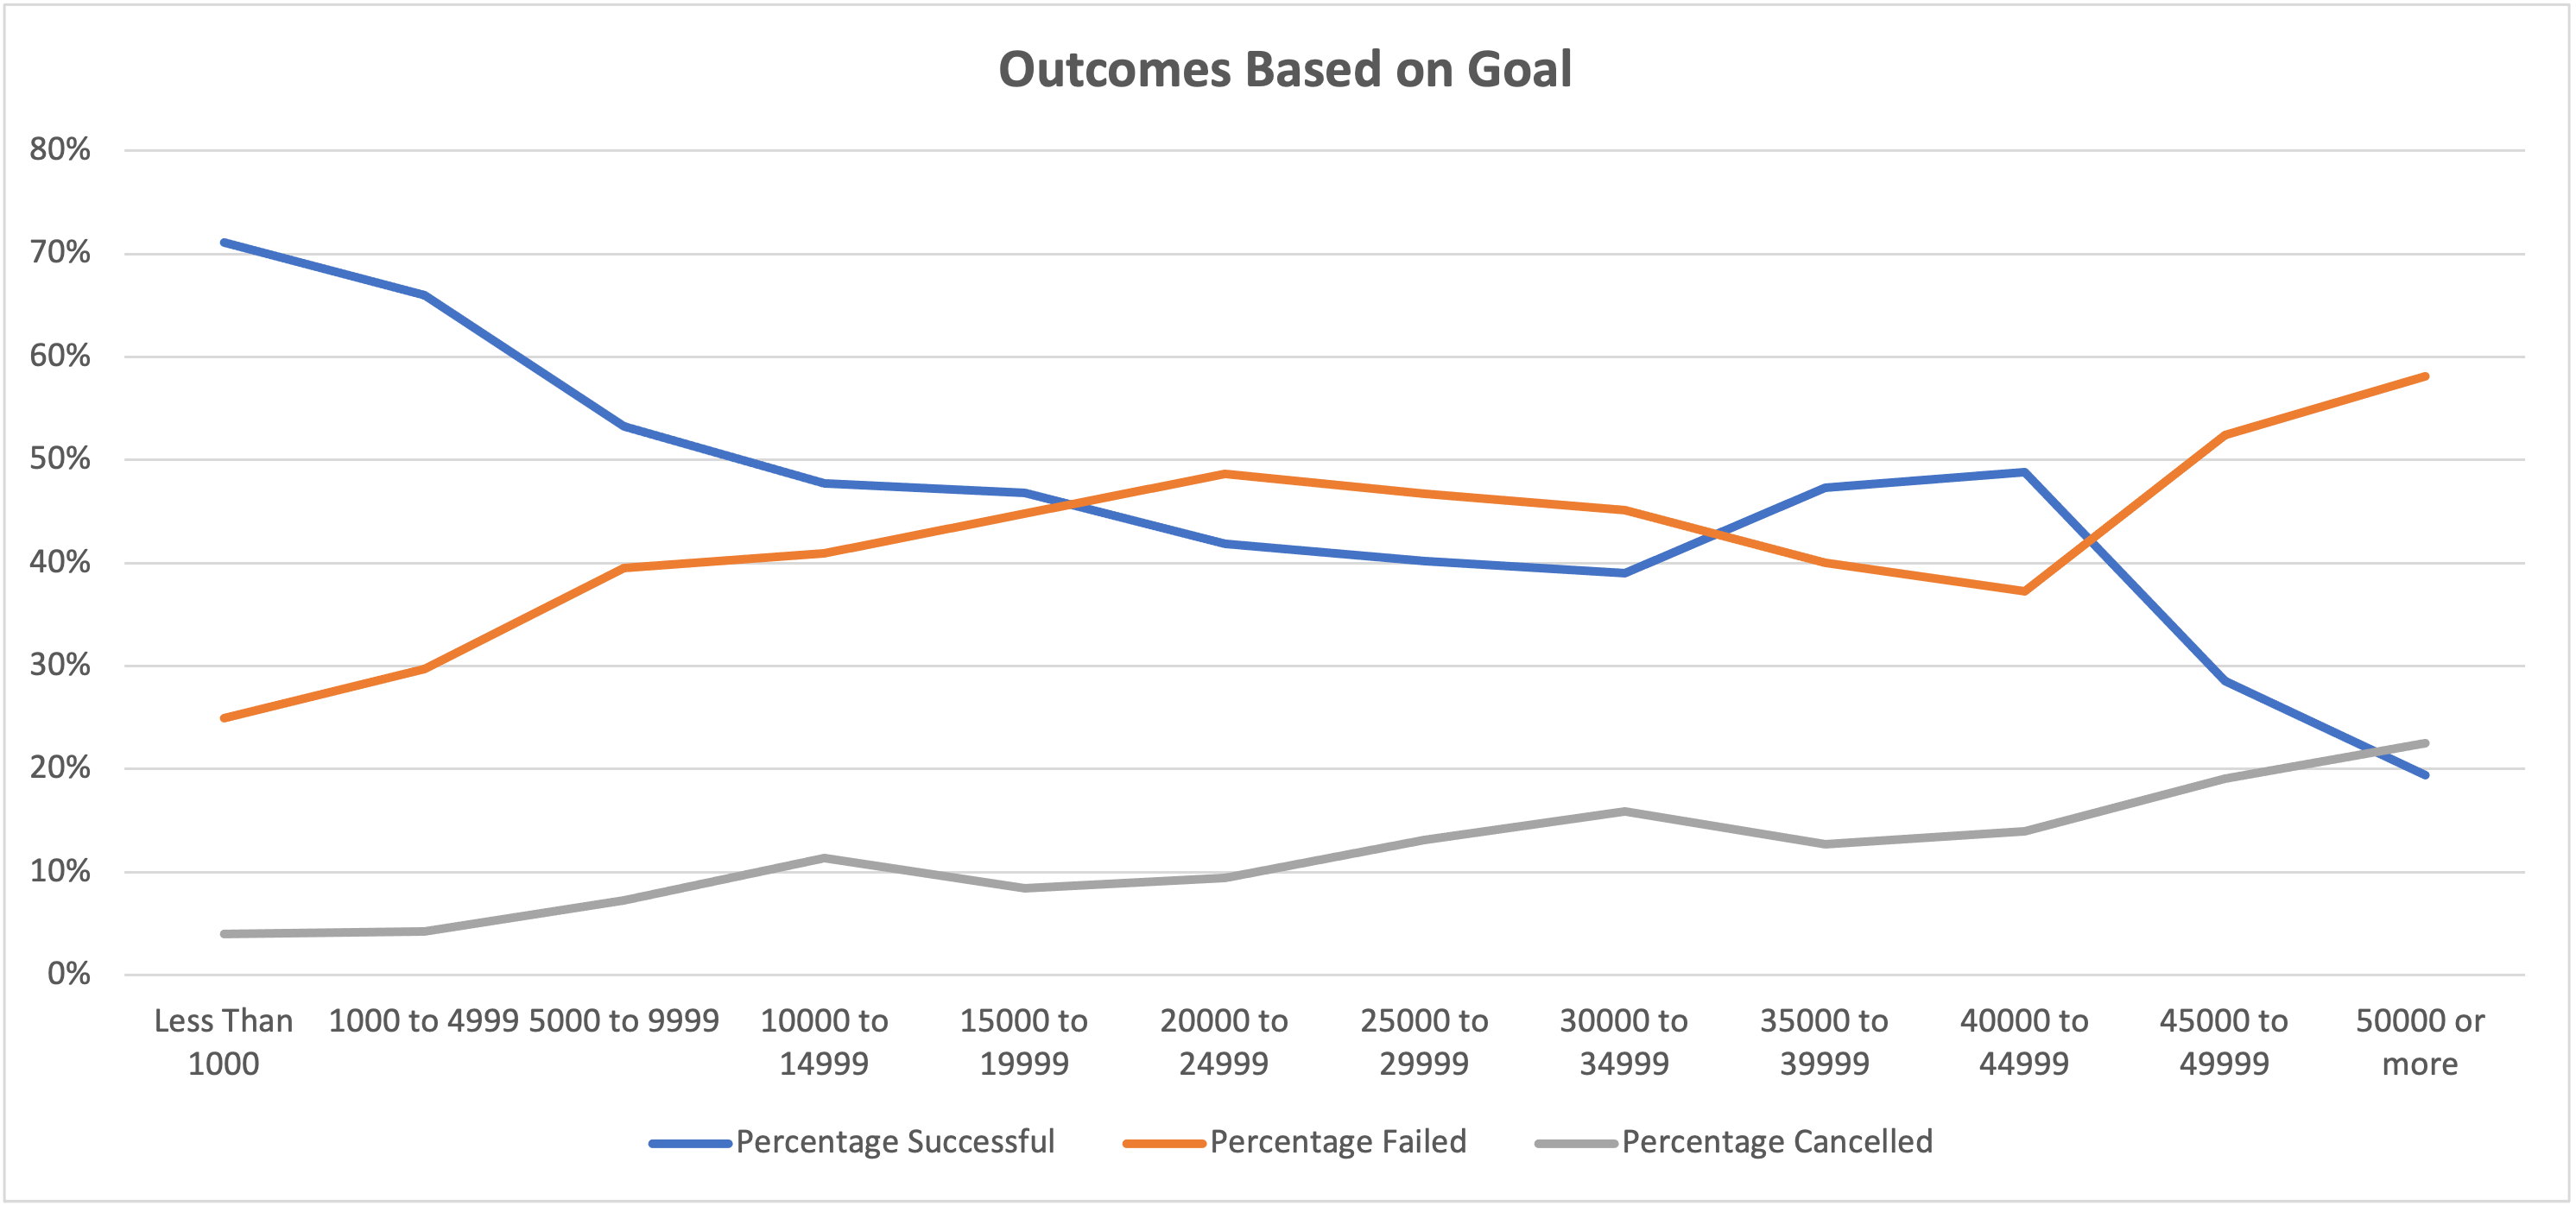 Outcomes Based on Goal
80%
70%
60%
50%
40%
30%
20%
10%
0%
Less Than 1000 to 4999 5000 to 9999 10000 to 15000 to 20000 to 25000 to 30000 to 35000 to 40000 to 45000 to 50000 or
1000 14999 19999 24999 29999 34999 39999 44999 49999 more
Percentage Successful Percentage Failed Percentage Cancelled